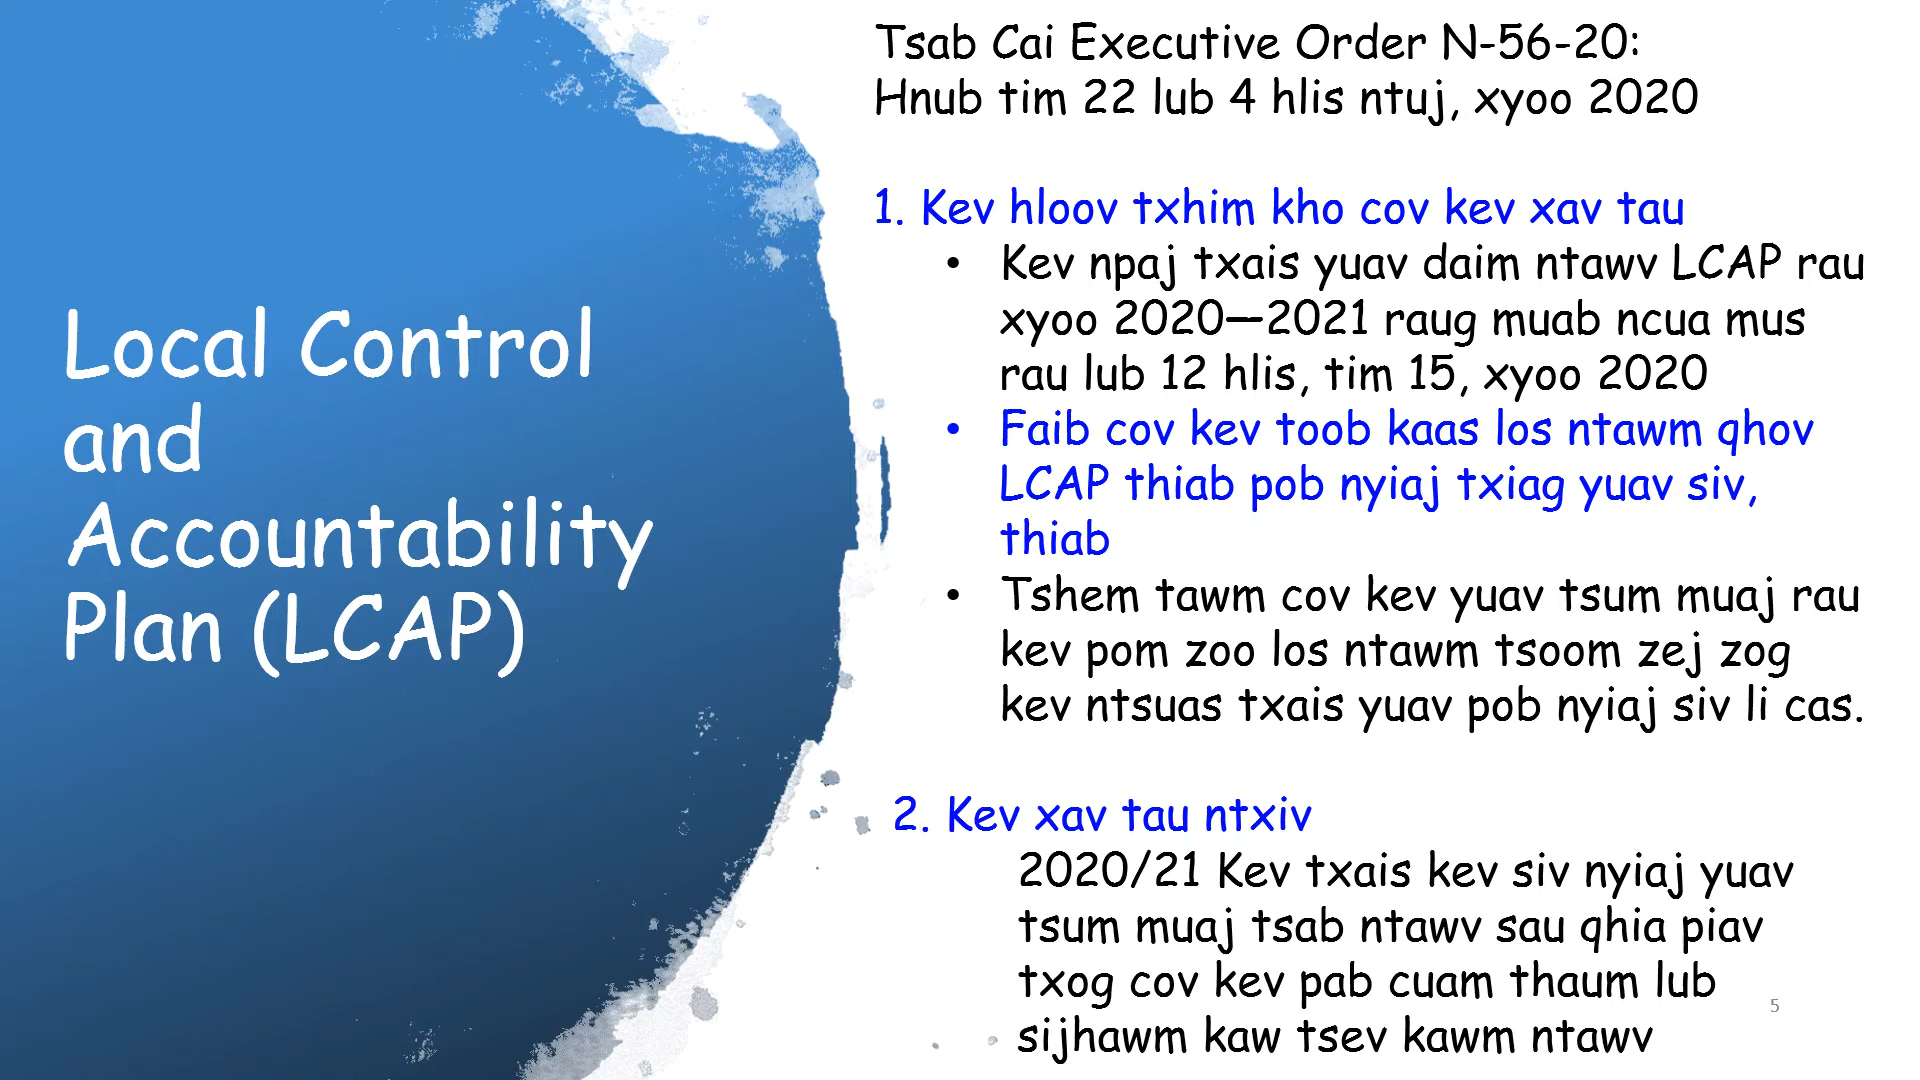 Local Control
and
Accountability
Plan (LCAP)
Tsab Cai Executive Order N-56-20:
Hnub tim 22 lub 4 hlis ntuj, xyoo 2020
1. Kev hloov txhim kho cov kev xav tau
• Kev npaj txais yuav daim ntawv LCAP rau
xyoo 2020—2021 raug muab ncua mus
rau lub 12 hlis, tim 15, xyoo 2020
• Faib cov kev toob kaas los ntawm qhov
LCAP thiab pob nyiaj txiag yuav siv,
thiab
• Tshem tawm cov kev yuav tsum muaj rau
kev pom zoo los ntawm tsoom zej zog
kev ntsuas txais yuav pob nyiaj siv li cas.
2. Kev xav tau ntxiv
2020/21 Kev txais kev siv nyiaj yuav
tsum muaj tsab ntawv sau qhia piav
txog cov kev pab cuam thaum lub
sijhawm kaw tsev kawm ntawv
5